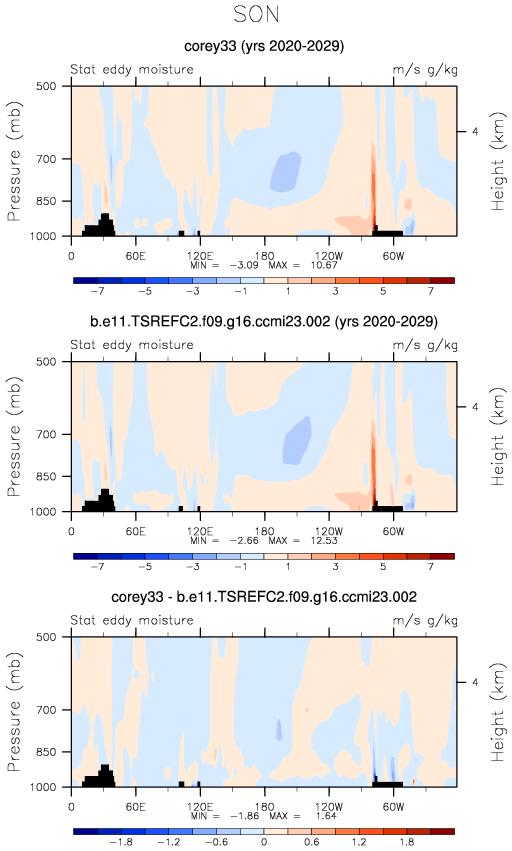 SON
corey33 (yrs 2020-2029)
Stat eddy moisture m/s g/kg
Pressure (mb)
500
700
850
1000
4
Height (km)
0 60E 120E 180 120W 60W
MIN = -3.09 MAX = 10.67
-7 -5 -3 -2 -1 1 2 3 5 7
b.e11.TSREFC2.f09.g16.ccmi23.002 (yrs 2020-2029)
Stat eddy moisture m/s g/kg
Pressure (mb)
500
700
850
1000
4
Height (km)
0 60E 120E 180 120W 60W
MIN = -2.66 MAX = 12.53
-7 -5 -3 -2 -1 1 2 3 5 7
corey33 - b.e11.TSREFC2.f09.g16.ccmi23.002
Stat eddy moisture m/s g/kg
Pressure (mb)
500
700
850
1000
4
Height (km)
0 60E 120E 180 120W 60W
MIN = -1.86 MAX = 1.64
-1.8 -1.2 -0.6 0 0.6 1.2 1.8